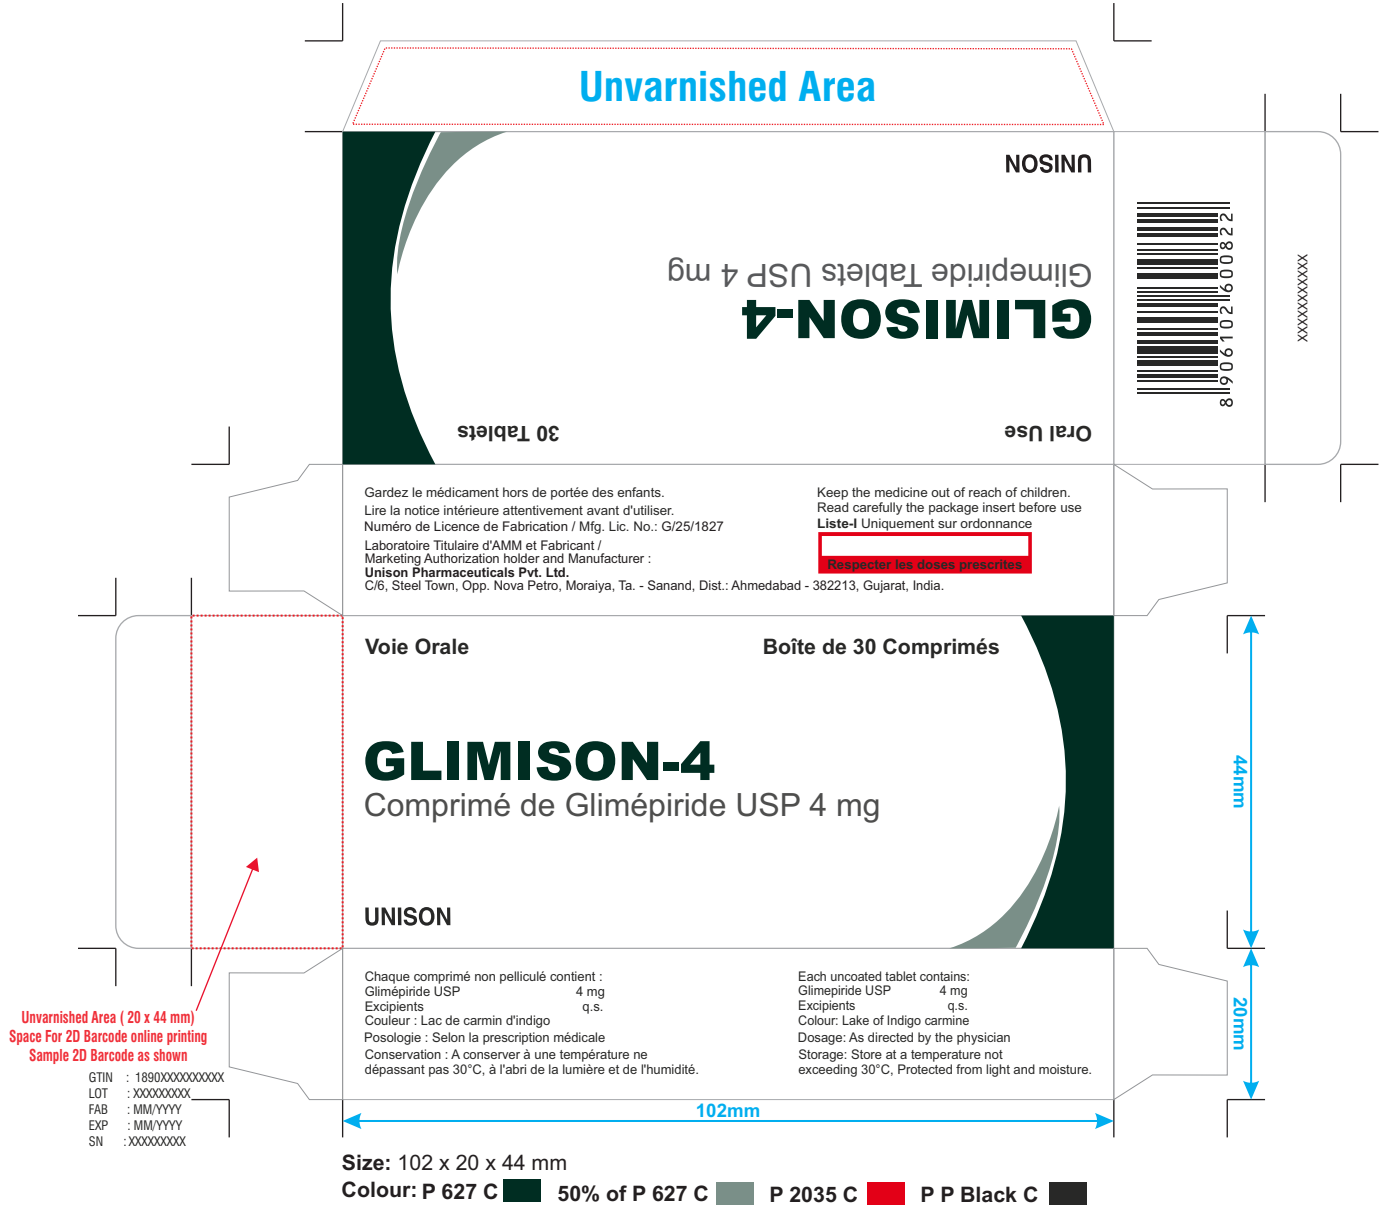 Unvarnished Area
UNISON
Glimepiride Tablets USP 4 mg
GLIMISON-4
30 Tablets
Oral Use
8906102600822
XXXXXXXXXXX
Gardez le médicament hors de portée des enfants.
Lire la notice intérieure attentivement avant d'utiliser.
Numéro de Licence de Fabrication / Mfg. Lic. No.: G/25/1827
Laboratoire Titulaire d'AMM et Fabricant /
Marketing Authorization holder and Manufacturer :
Unison Pharmaceuticals Pvt. Ltd.
C/6, Steel Town, Opp. Nova Petro, Moraiya, Ta. - Sanand, Dist.: Ahmedabad - 382213, Gujarat, India.
Keep the medicine out of reach of children.
Read carefully the package insert before use
Liste-I Uniquement sur ordonnance
Respecter les doses prescrites
Voie Orale
Boîte de 30 Comprimés
GLIMISON-4
Comprimé de Glimépiride USP 4 mg
UNISON
44mm
Chaque comprimé non pelliculé contient :
Glimépiride USP 4 mg
Excipients q.s.
Couleur : Lac de carmin d'indigo
Posologie : Selon la prescription médicale
Conservation : A conserver à une température ne
dépassant pas 30°C, à l'abri de la lumière et de l'humidité.
Each uncoated tablet contains:
Glimepiride USP 4 mg
Excipients q.s.
Colour: Lake of Indigo carmine
Dosage: As directed by the physician
Storage: Store at a temperature not
exceeding 30°C, Protected from light and moisture.
20mm
Unvarnished Area ( 20 x 44 mm)
Space For 2D Barcode online printing
Sample 2D Barcode as shown
GTIN : 1890XXXXXXXXXX
LOT : XXXXXXXXX
FAB : MM/YYYY
EXP : MM/YYYY
SN : XXXXXXXXX
102mm
Size: 102 x 20 x 44 mm
Colour: P 627 C 50% of P 627 C P 2035 C P P Black C